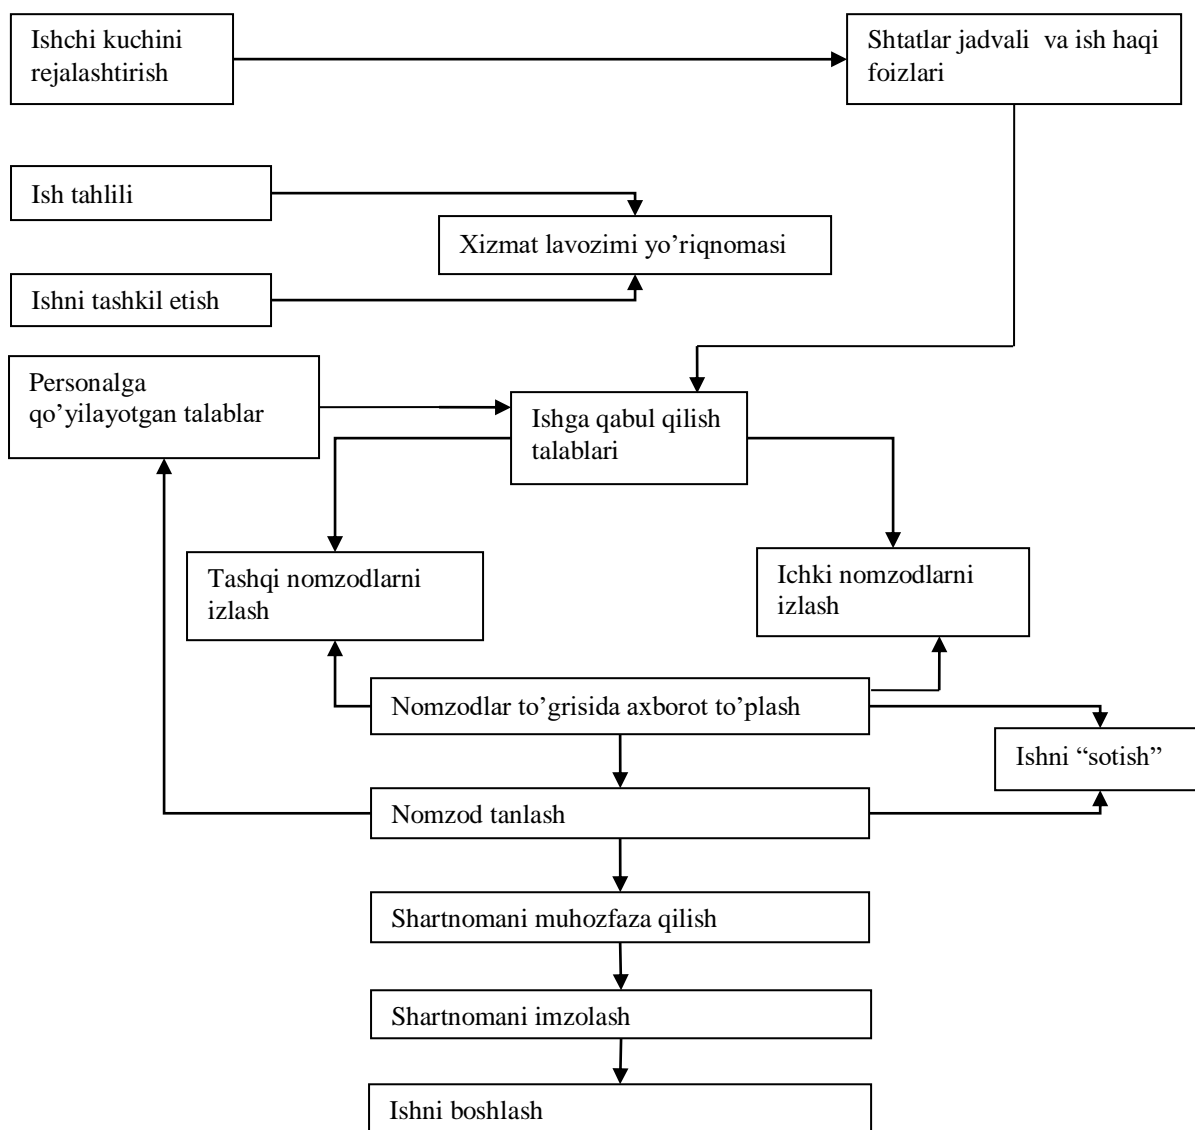 Ishchi kuchini
rejalashtirish
Shtatlar jadvali va ish haqi
foizlari
Ish tahlili
Xizmat lavozimi yo’riqnomasi
Ishni tashkil etish
Personalga
qo’yilayotgan talablar
Ishga qabul qilish
talablari
Tashqi nomzodlarni
izlash
Ichki nomzodlarni
izlash
Nomzodlar to’grisida axborot to’plash
Ishni “sotish”
Nomzod tanlash
Shartnomani muhozfaza qilish
Shartnomani imzolash
Ishni boshlash